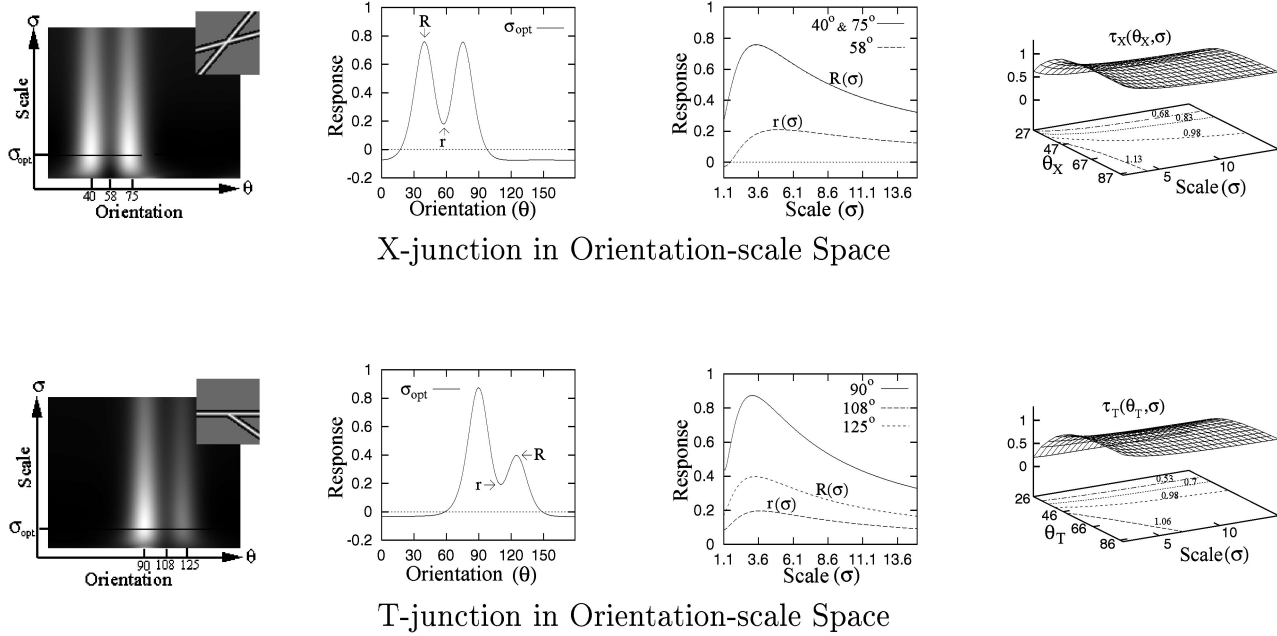 σ
Scale
σopt
40 58 75
θ
Orientation
1
0.8
0.6
0.4
0.2
0
-0.2
Response
R
r
σopt
0 30 60 90 120 150
Orientation (θ)
1
0.8
0.6
0.4
0.2
0
Response
40° & 75°
58°
R(σ)
r(σ)
1.1 3.6 6.1 8.6 11.1 13.6
Scale (σ)
τX(θX,σ)
1
0.5
0
0.68
0.83
0.98
1.13
27
47
67
87
θX
5
10
Scale(σ)
X-junction in Orientation-scale Space
σ
Scale
σopt
90 108 125
θ
Orientation
1
0.8
0.6
0.4
0.2
0
-0.2
Response
σopt
R
r
0 30 60 90 120 150
Orientation (θ)
1
0.8
0.6
0.4
0.2
0
Response
90°
108°
125°
R(σ)
r(σ)
1.1 3.6 6.1 8.6 11.1 13.6
Scale (σ)
τT(θT,σ)
1
0.5
0
0.53
0.7
0.98
1.06
26
46
66
86
θT
5
10
Scale(σ)
T-junction in Orientation-scale Space